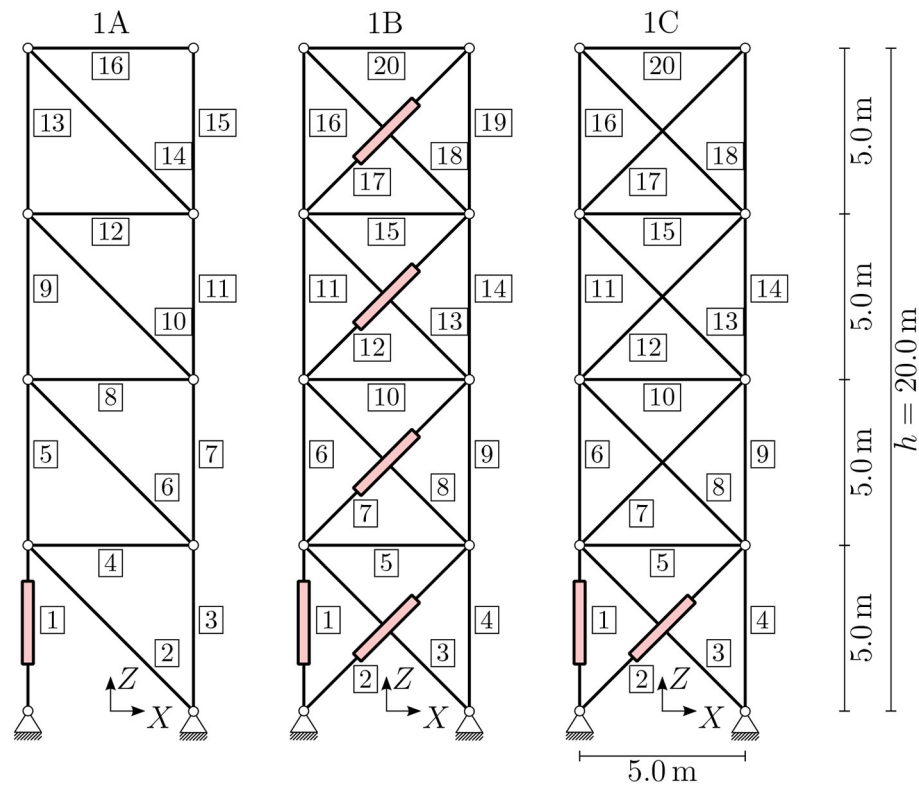 1A 1B 1C
16 20 20
13 15 16 19 16
14 18 18
17 17
12 15 15
9 11 11 14 11 14
10 13 13
12 12
8 10 10
5 7 6 9 6 9
6 8 8
7 7
4 5 5
1 3 1 4 1 4
2 3 3
2 2
Z Z Z
X X X
5.0 m
5.0 m
5.0 m
5.0 m
h = 20.0 m
5.0 m